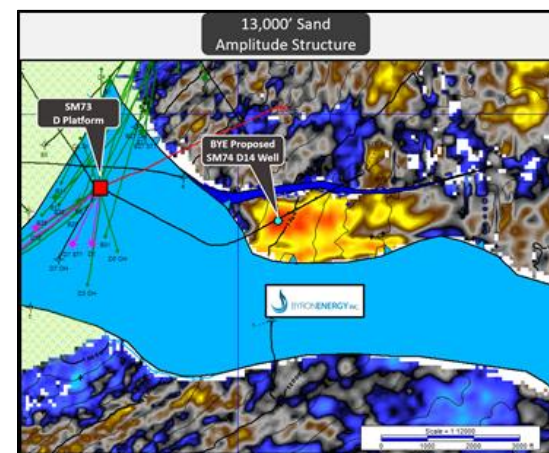 13,000' Sand
Amplitude Structure
SM73
D Platform
BYE Proposed
SM74 D14 Well
BYRONENERGY INC.
Scale = 1:12000
0 1000 2000 3000 ft